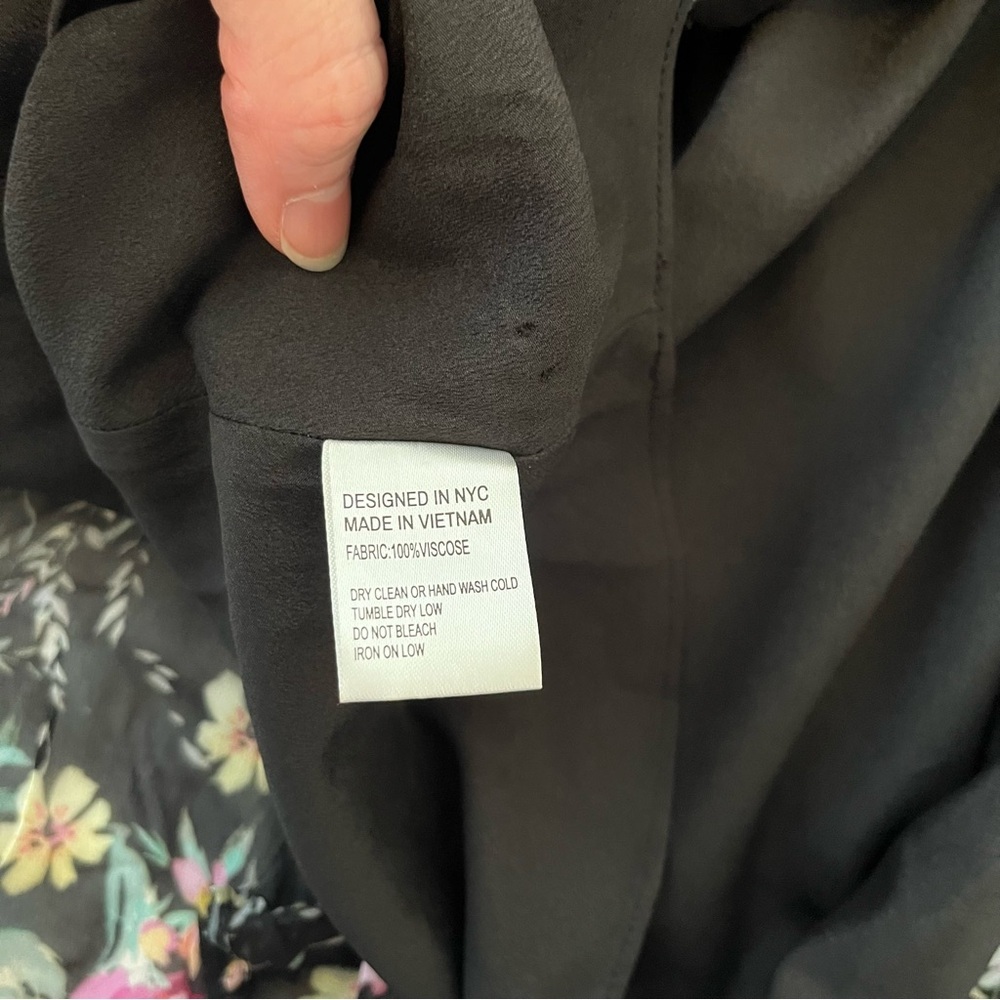 DESIGNED IN NYC
MADE IN VIETNAM
FABRIC:100%VISCOSE
DRY CLEAN OR HAND WASH COLD
TUMBLE DRY LOW
DO NOT BLEACH
IRON ON LOW